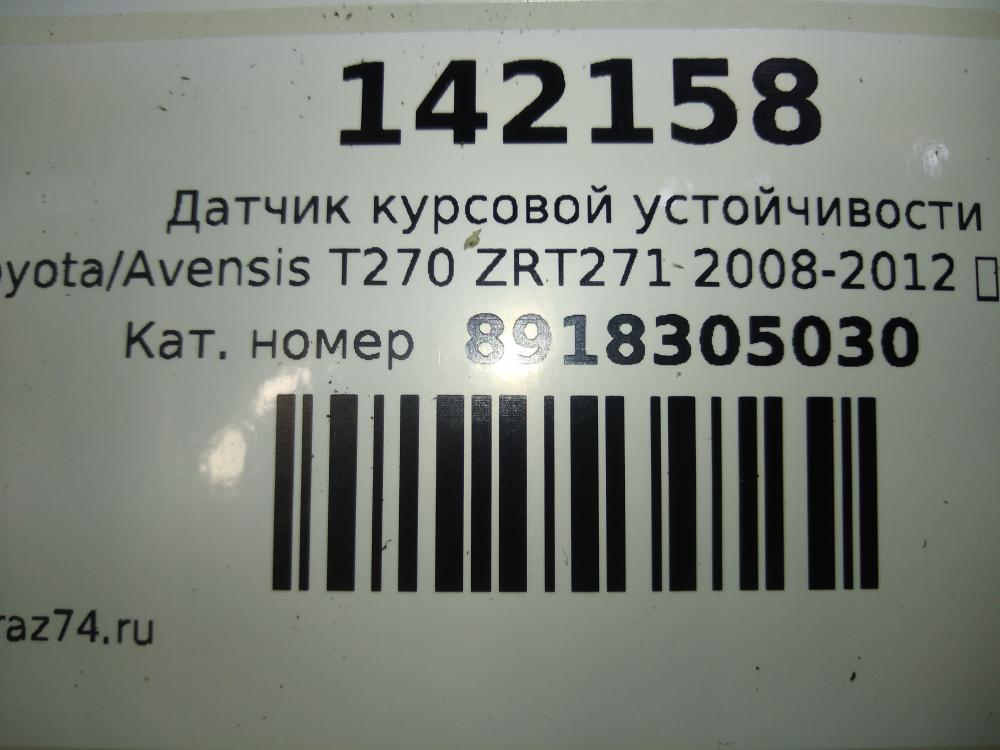 142158
Датчик курсовой устойчивости
oyota/Avensis T270 ZRT271 2008-2012
Кат. номер 8918305030
raz74.ru